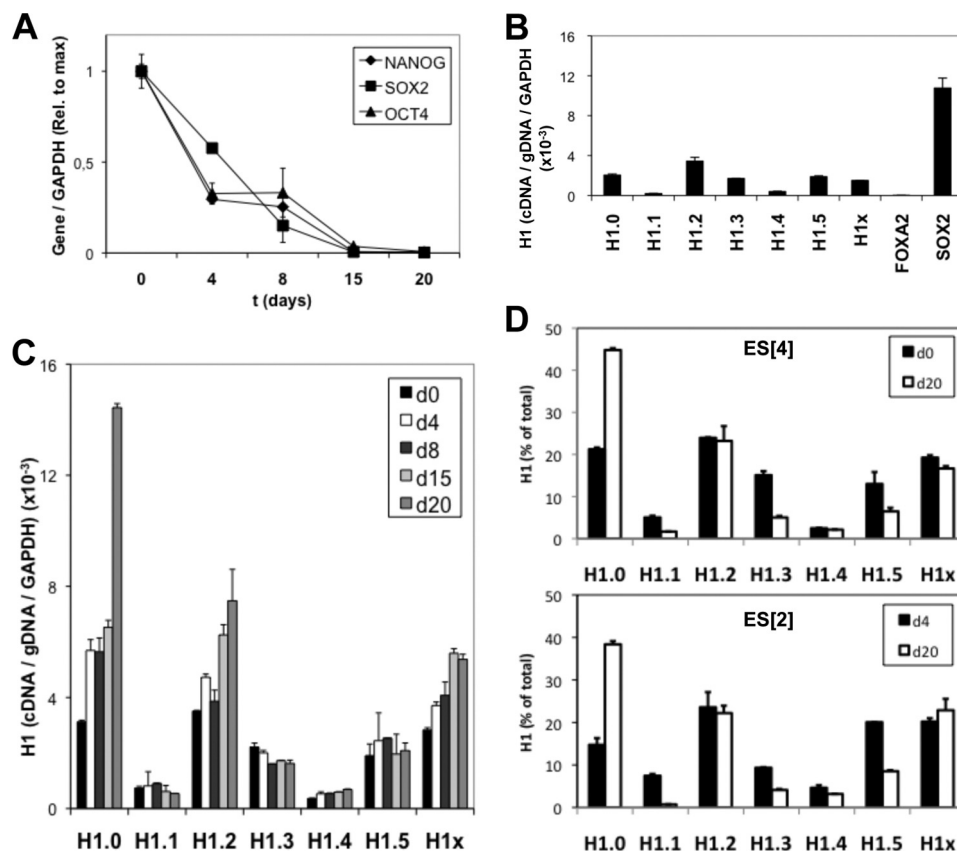 A
Gene / GAPDH (Rel. to max)
1
0,5
0
NANOG
SOX2
OCT4
0 4 8 15 20
t (days)
B
H1 (cDNA / gDNA / GAPDH)
(x10-3)
16
12
8
4
0
H1.0 H1.1 H1.2 H1.3 H1.4 H1.5 H1x FOXA2 SOX2
C
H1 (cDNA / gDNA / GAPDH) (x10⁻³)
16
12
8
4
0
d0
d4
d8
d15
d20
H1.0 H1.1 H1.2 H1.3 H1.4 H1.5 H1x
D
ES[4]
H1 (% of total)
50
40
30
20
10
0
d0
d20
H1.0 H1.1 H1.2 H1.3 H1.4 H1.5 H1x
ES[2]
H1 (% of total)
50
40
30
20
10
0
d4
d20
H1.0 H1.1 H1.2 H1.3 H1.4 H1.5 H1x